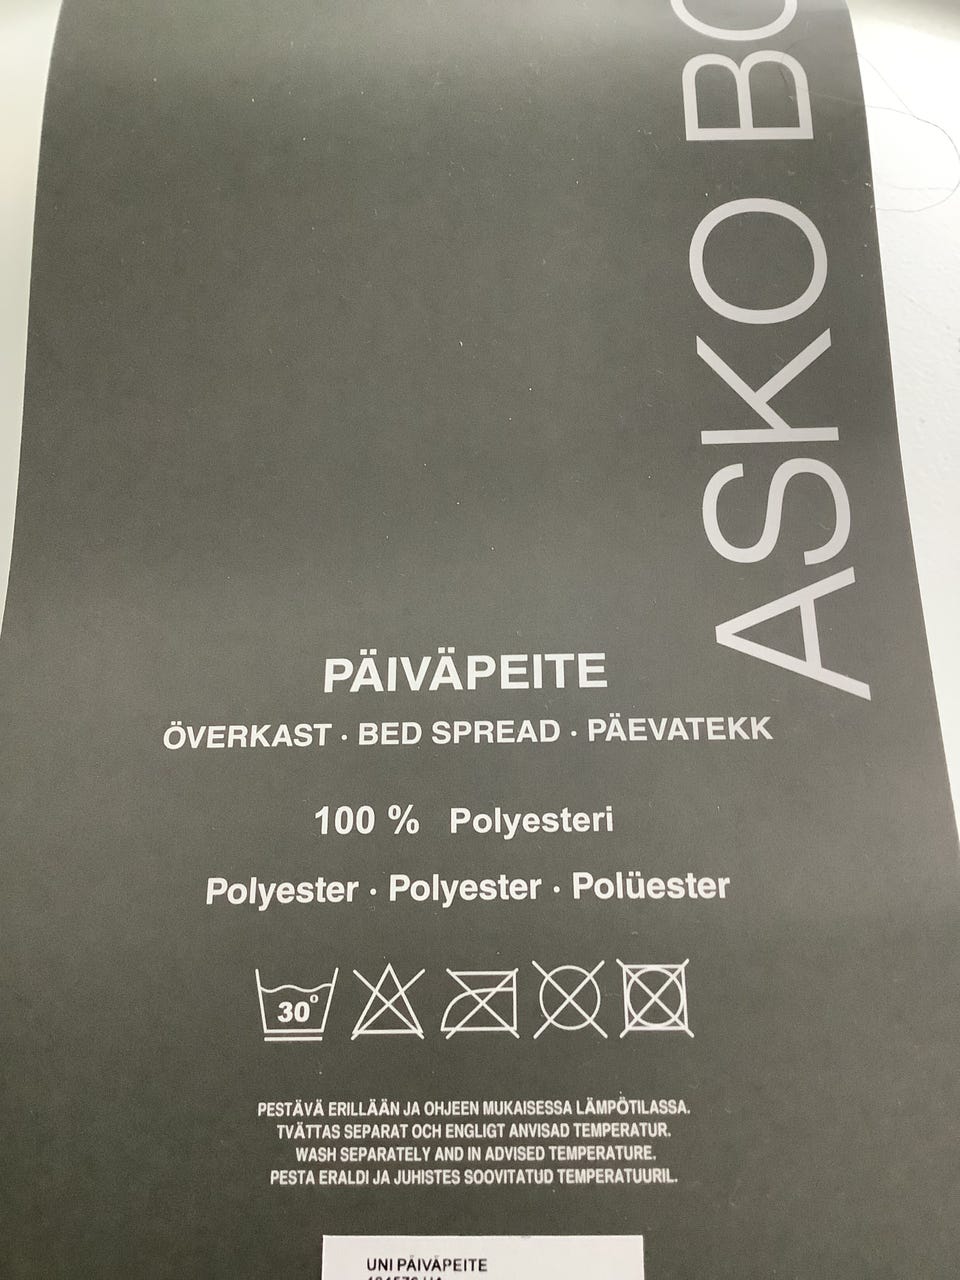 ASKO
PÄIVÄPEITE
ÖVERKAST · BED SPREAD · PÄEVATEKK
100 % Polyesteri
Polyester · Polyester · Polüester
30°
PESTÄVÄ ERILLÄÄN JA OHJEEN MUKAISESSA LÄMPÖTILASSA.
TVÄTTAS SEPARAT OCH ENGLIGT ANVISAD TEMPERATUR.
WASH SEPARATELY AND IN ADVISED TEMPERATURE.
PESTA ERALDI JA JUHISTES SOOVITATUD TEMPERATUURIL.
UNI PÄIVÄPEITE